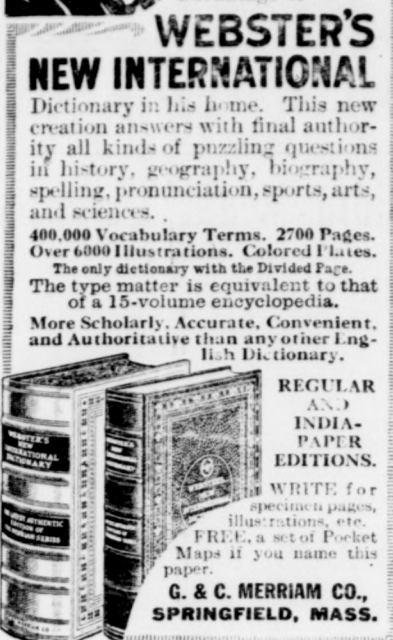 WEBSTER'S
NEW INTERNATIONAL
Dictionary in his home. This new
creation answers with final author-
ity all kinds of puzzling questions
in history, geography, biography,
spelling, pronunciation, sports, arts,
and sciences.
400,000 Vocabulary Terms. 2700 Pages.
Over 6000 Illustrations. Colored Plates.
The only dictionary with the Divided Page.
The type matter is equivalent to that
of a 15-volume encyclopedia.
More Scholarly, Accurate, Convenient,
and Authoritative than any other Eng-
lish Dictionary.
REGULAR
AND
INDIA-
PAPER
EDITIONS.
WRITE for
specimen pages,
illustrations, etc.
FREE, a set of Pocket
Maps if you name this
paper.
G. & C. MERRIAM CO.,
SPRINGFIELD, MASS.
WEBSTER'S
NEW
INTERNATIONAL
DICTIONARY